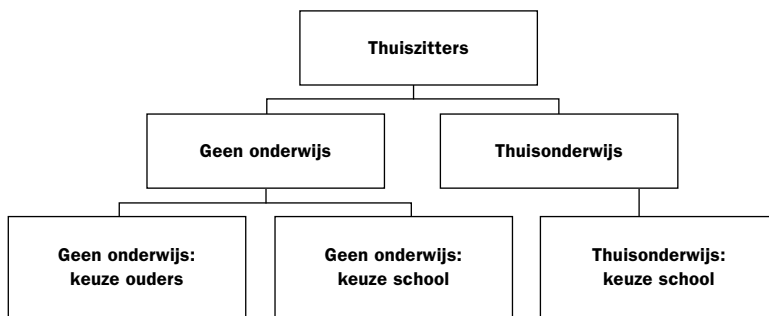 Thuiszitters
Geen onderwijs
Thuisonderwijs
Geen onderwijs:
keuze ouders
Geen onderwijs:
keuze school
Thuisonderwijs:
keuze school